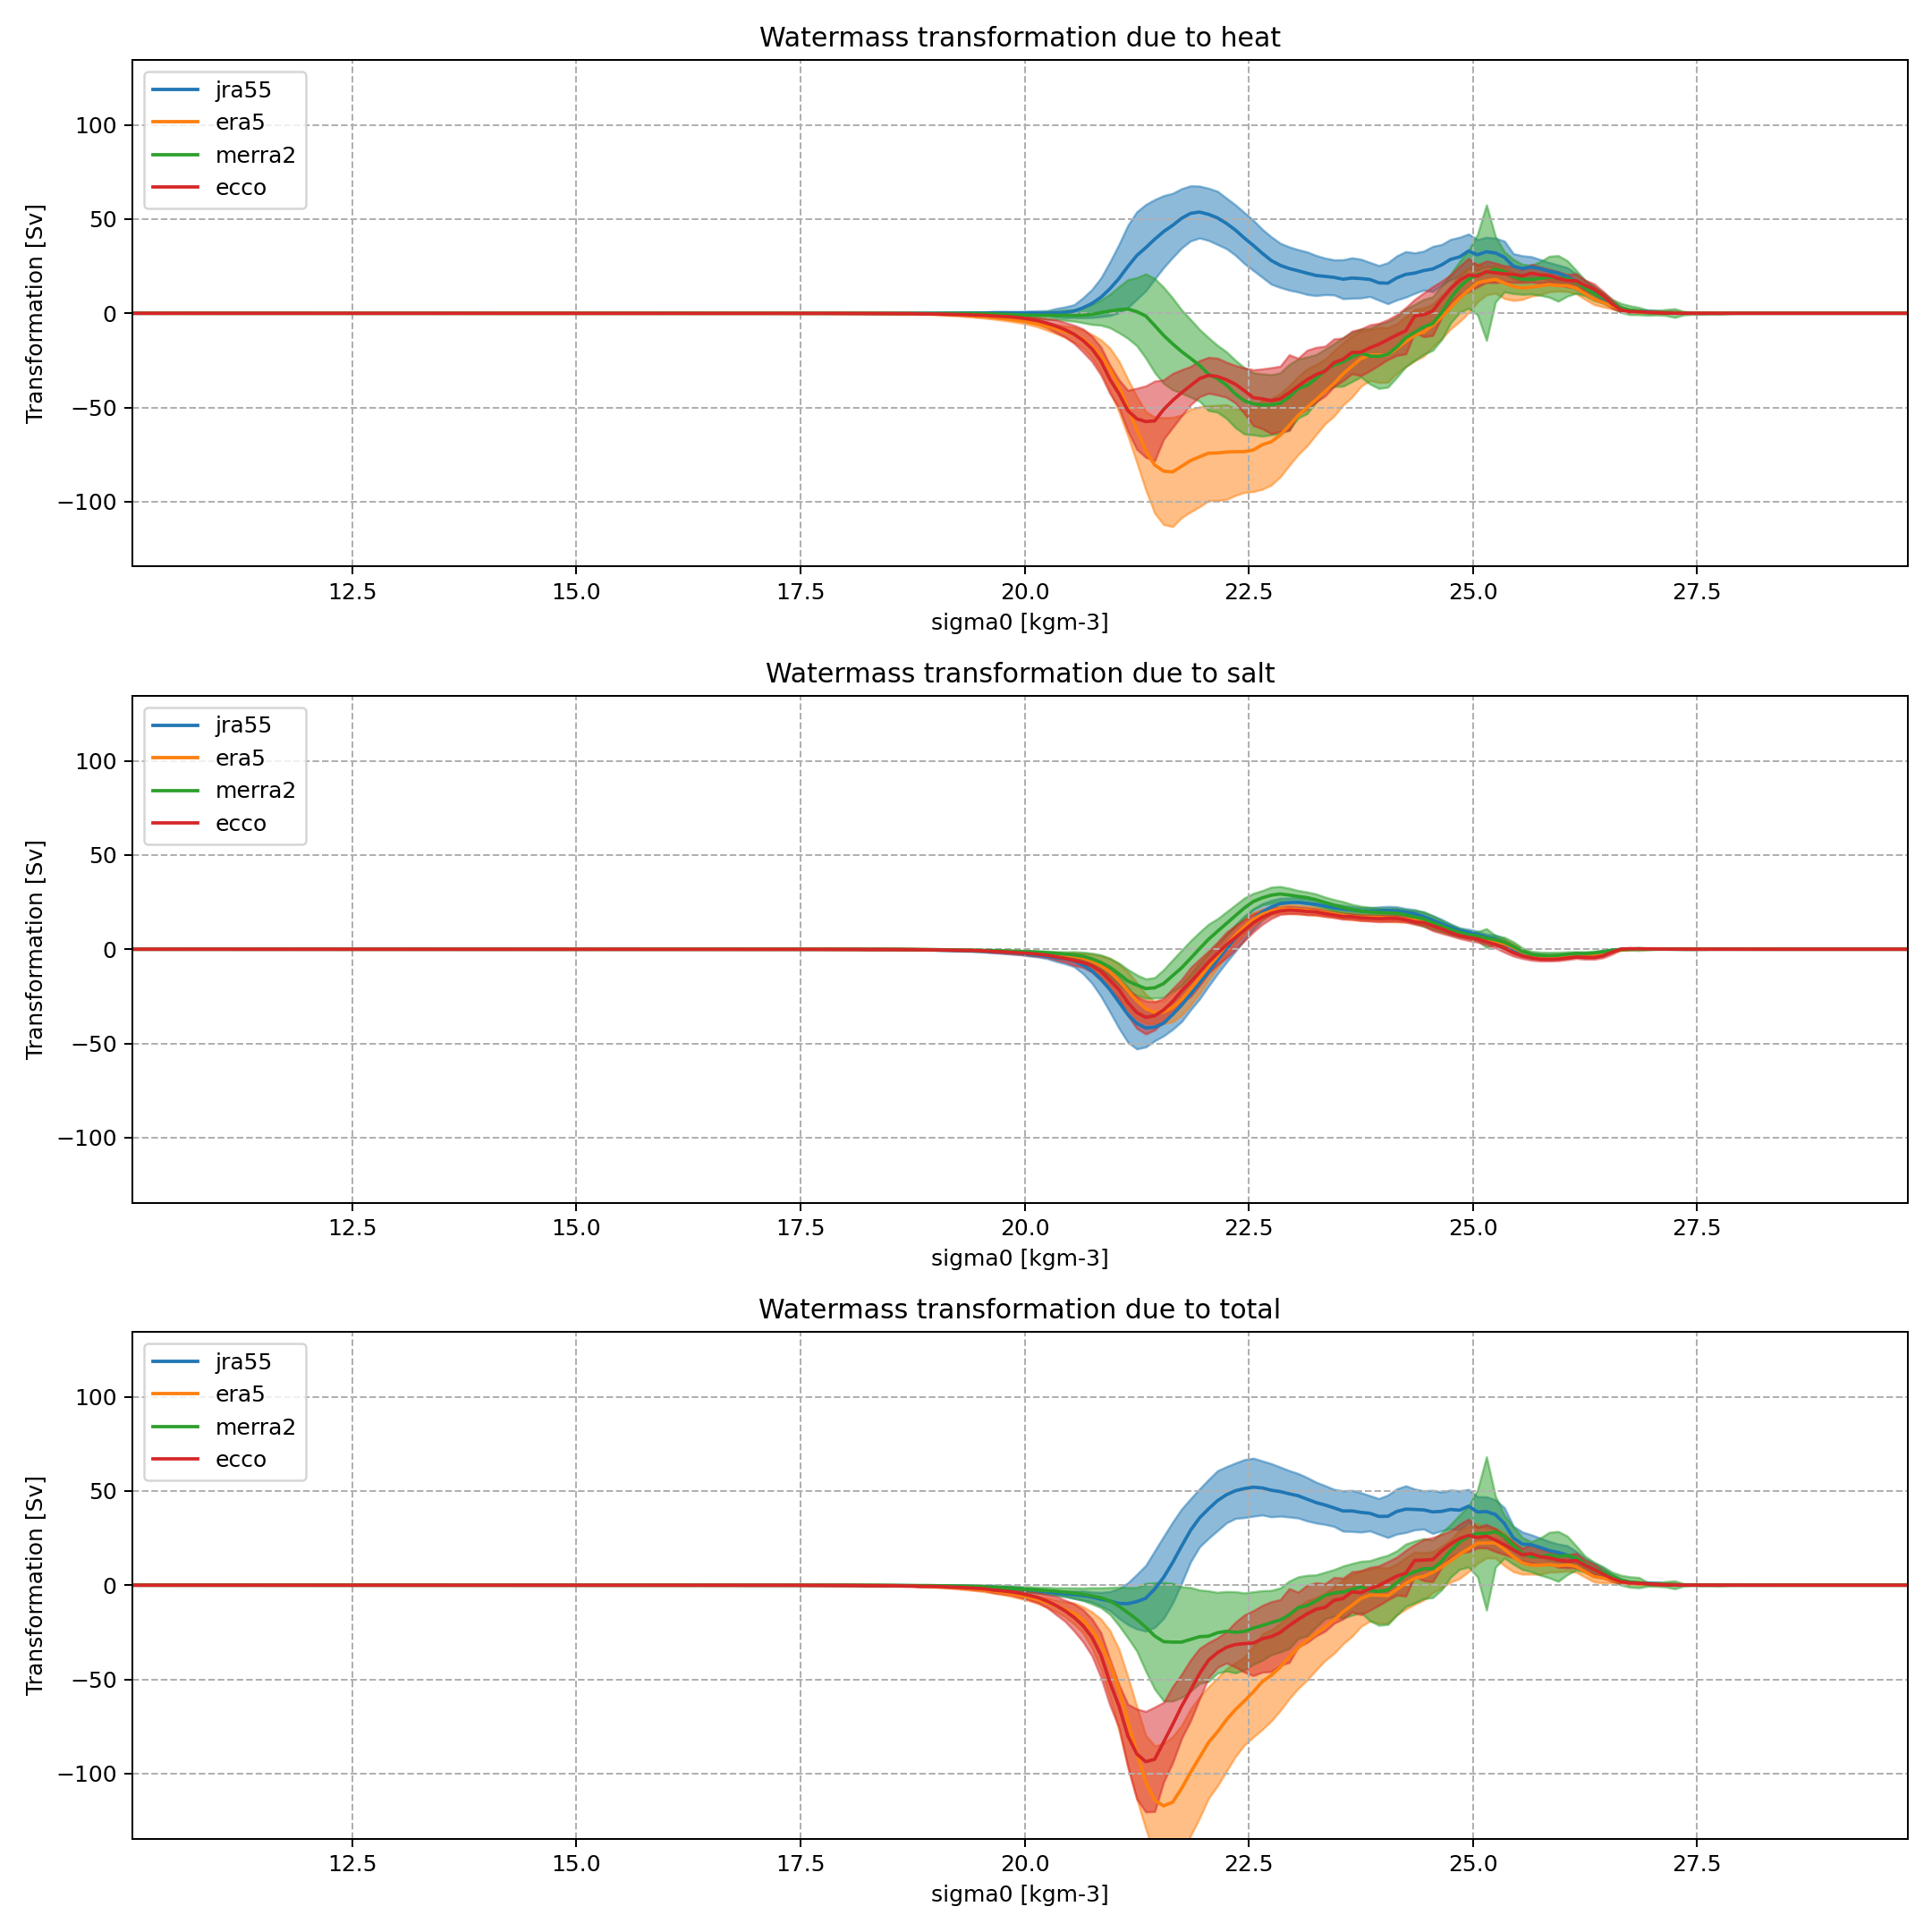 Watermass transformation due to heat
jra55
era5
merra2
ecco
100
50
0
−50
−100
Transformation [Sv]
12.5 15.0 17.5 20.0 22.5 25.0 27.5
sigma0 [kgm-3]
Watermass transformation due to salt
jra55
era5
merra2
ecco
100
50
0
−50
−100
Transformation [Sv]
12.5 15.0 17.5 20.0 22.5 25.0 27.5
sigma0 [kgm-3]
Watermass transformation due to total
jra55
era5
merra2
ecco
100
50
0
−50
−100
Transformation [Sv]
12.5 15.0 17.5 20.0 22.5 25.0 27.5
sigma0 [kgm-3]